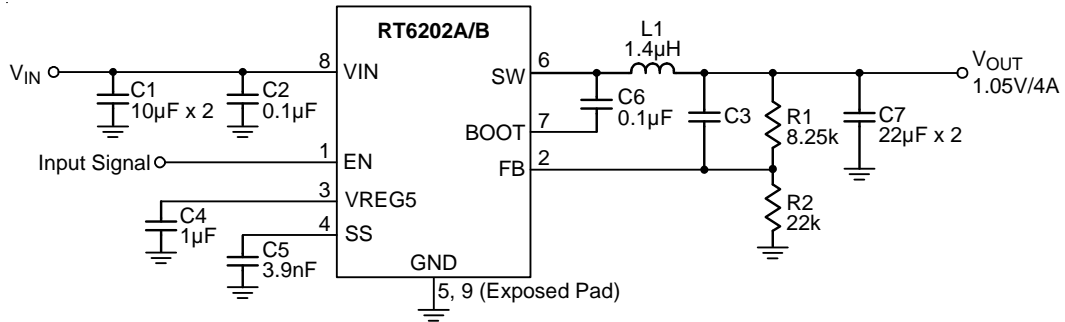 RT6202A/B
VIN
8
VIN
C1
10µF x 2
C2
0.1µF
Input Signal
1
EN
3
VREG5
C4
1µF
4
SS
C5
3.9nF
GND
5, 9 (Exposed Pad)
SW
6
L1
1.4µH
C6
0.1µF
BOOT
7
FB
2
C3
R1
8.25k
R2
22k
C7
22µF x 2
VOUT
1.05V/4A